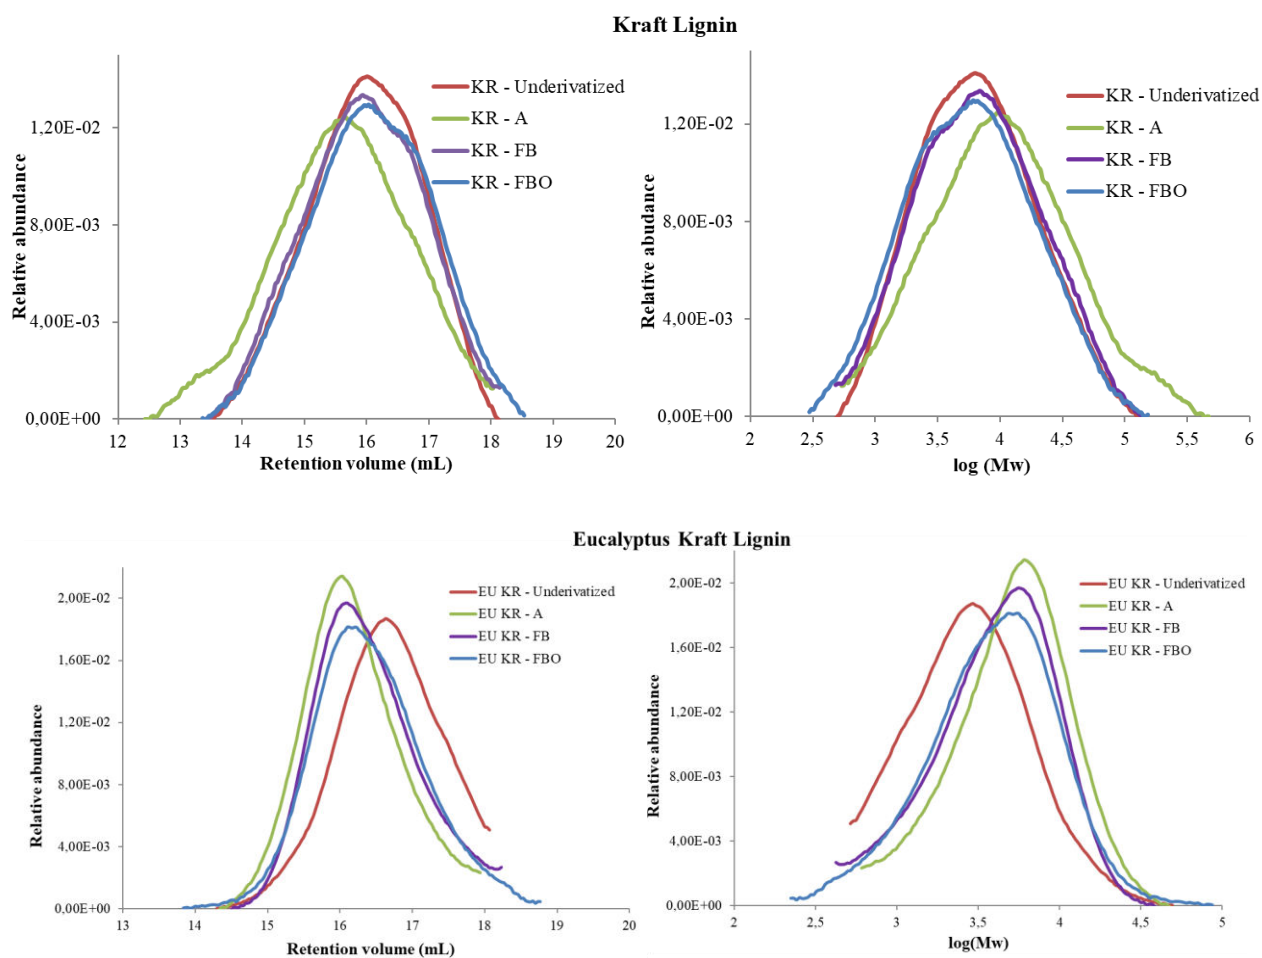 Kraft Lignin
KR - Underivatized
KR - A
KR - FB
KR - FBO
1,20E-02
8,00E-03
4,00E-03
0,00E+00
Relative abundance
12 13 14 15 16 17 18 19 20
Retention volume (mL)
KR - Underivatized
KR - A
KR - FB
KR - FBO
1,20E-02
8,00E-03
4,00E-03
0,00E+00
Relative abudance
2 2,5 3 3,5 4 4,5 5 5,5 6
log (Mw)
Eucalyptus Kraft Lignin
EU KR - Underivatized
EU KR - A
EU KR - FB
EU KR - FBO
2,00E-02
1,60E-02
1,20E-02
8,00E-03
4,00E-03
0,00E+00
Relative abundance
13 14 15 16 17 18 19 20
Retention volume (mL)
EU KR - Underivatized
EU KR - A
EU KR - FB
EU KR - FBO
2,00E-02
1,60E-02
1,20E-02
8,00E-03
4,00E-03
0,00E+00
Relative abundance
2 2,5 3 3,5 4 4,5 5
log(Mw)